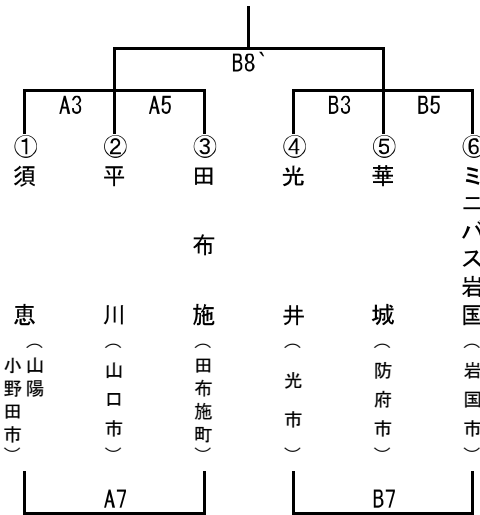 B8`
A3 A5 B3 B5
① ② ③ ④ ⑤ ⑥
須恵（山陽小野田市）
平川（山口市）
田布施（田布施町）
光井（光市）
華城（防府市）
ミニバス岩国（岩国市）
A7 B7